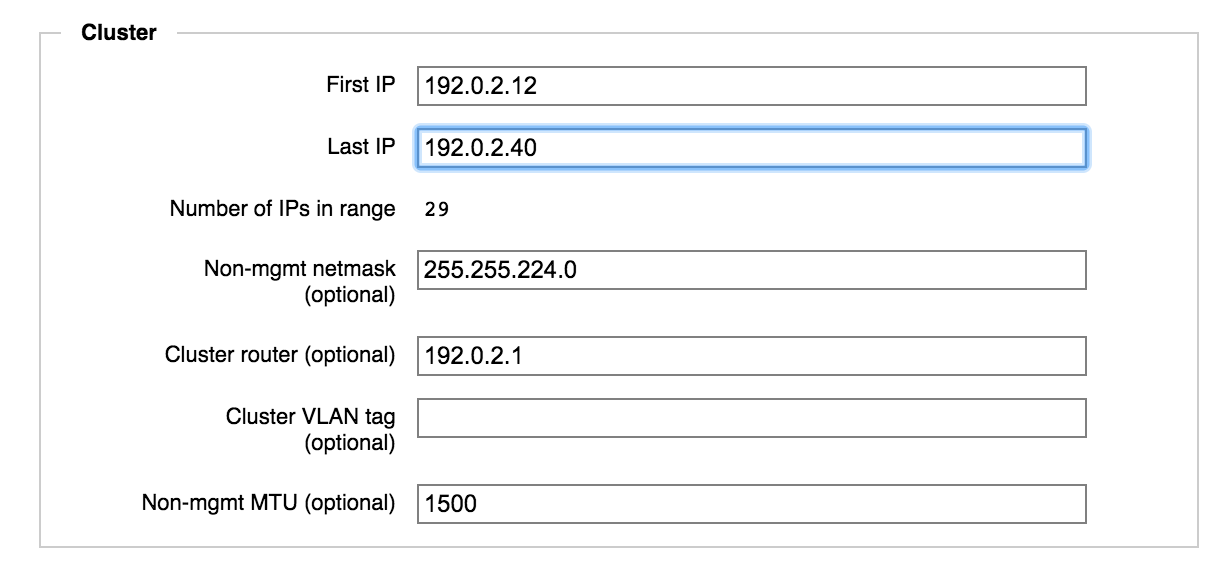 Cluster
First IP 192.0.2.12
Last IP 192.0.2.40
Number of IPs in range 29
Non-mgmt netmask 255.255.224.0
(optional)
Cluster router (optional) 192.0.2.1
Cluster VLAN tag
(optional)
Non-mgmt MTU (optional) 1500